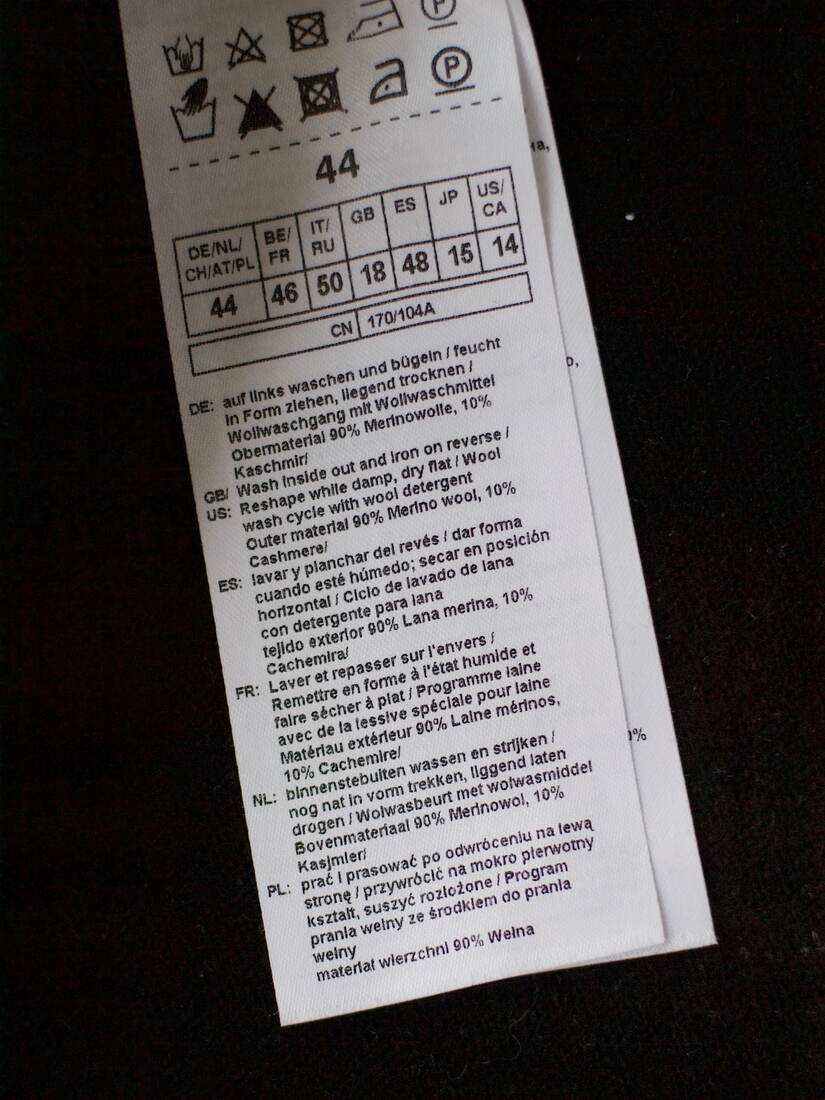 P
P
44
DE/NL/ CH/AT/PL BE/ FR IT/ RU GB ES JP US/ CA
44 46 50 18 48 15 14
CN 170/104A
DE: auf links waschen und bügeln / feucht
in Form ziehen, liegend trocknen /
Wollwaschgang mit Wollwaschmittel
Obermaterial 90% Merinowolle, 10%
Kaschmir/
GB/ US: Wash inside out and iron on reverse /
Reshape while damp, dry flat / Wool
wash cycle with wool detergent
Outer material 90% Merino wool, 10%
Cashmere/
ES: lavar y planchar del revés / dar forma
cuando esté húmedo; secar en posición
horizontal / Ciclo de lavado de lana
con detergente para lana
tejido exterior 90% Lana merina, 10%
Cachemira/
FR: Laver et repasser sur l'envers /
Remettre en forme à l'état humide et
faire sécher à plat / Programme laine
avec de la lessive spéciale pour laine
Matériau extérieur 90% Laine mérinos,
10% Cachemire/
NL: binnenstebuiten wassen en strijken /
nog nat in vorm trekken, liggend laten
drogen / Wolwasbeurt met wolwasmiddel
Bovenmateriaal 90% Merinowol, 10%
Kasjmier/
PL: prać i prasować po odwróceniu na lewą
stronę / przywrócić na mokro pierwotny
kształt, suszyć rozłożone / Program
prania wełny ze środkiem do prania
wełny
materiał wierzchni 90% Wełna